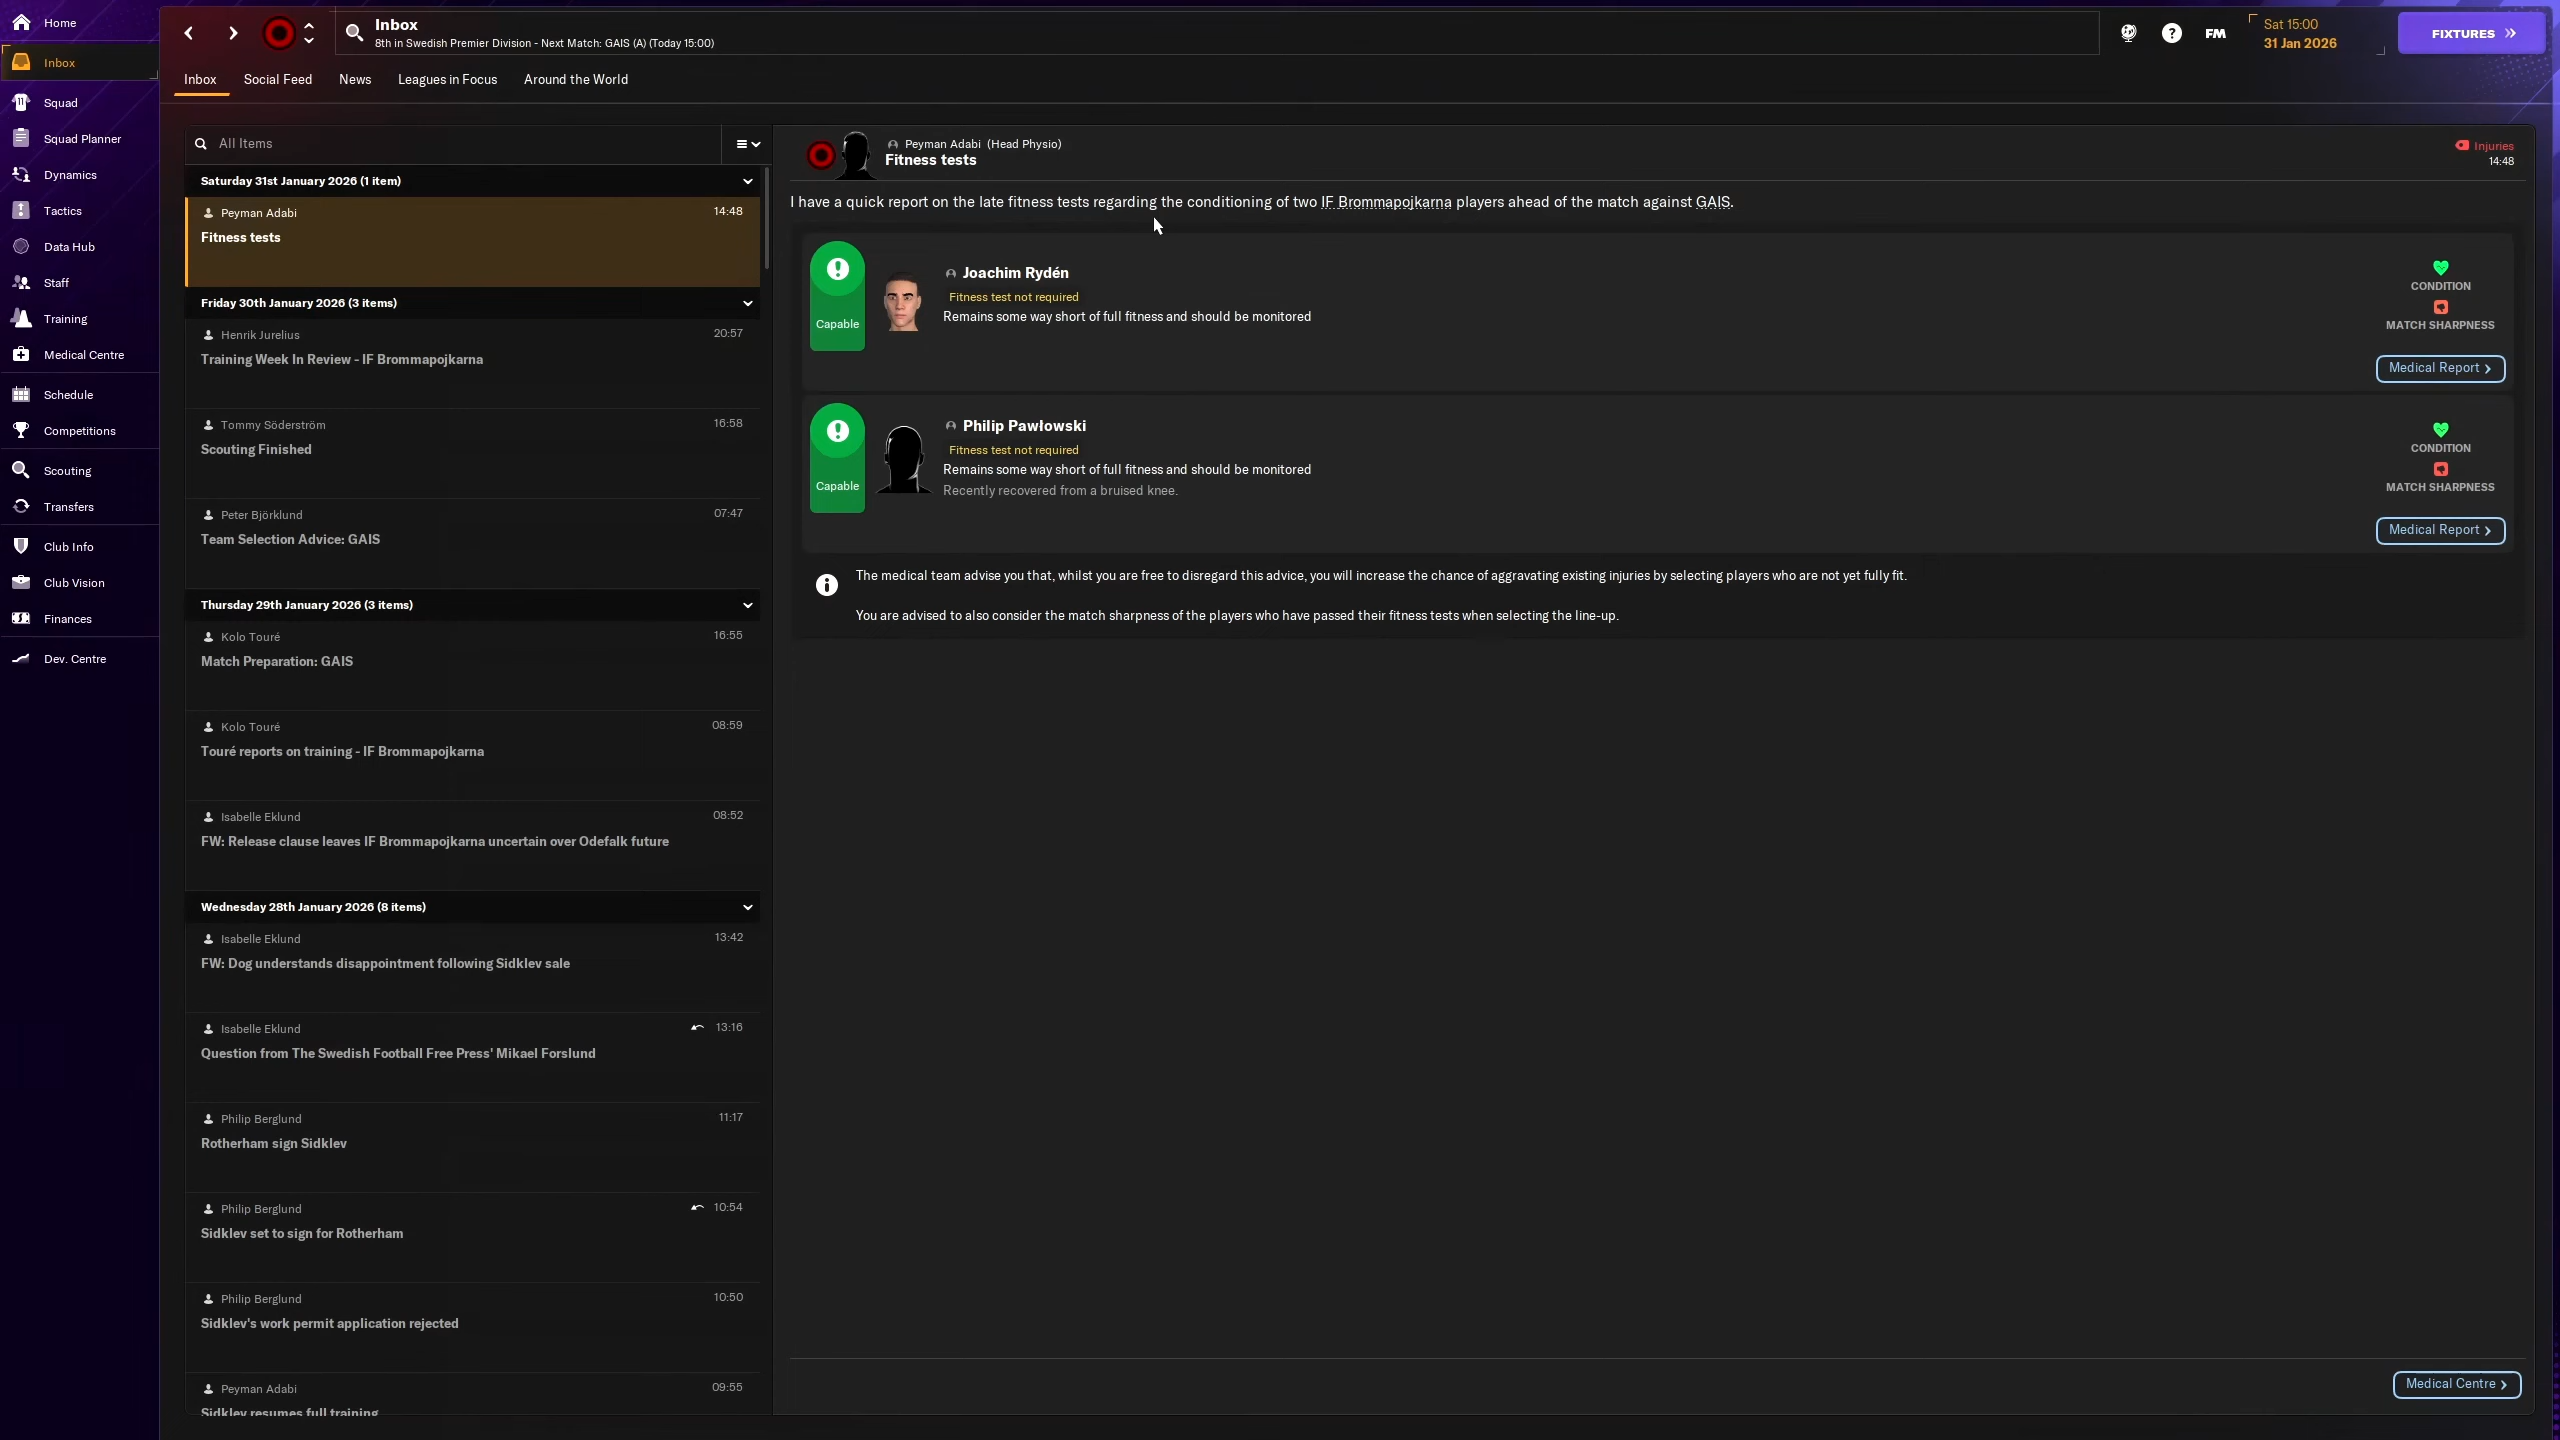 Home
Inbox
Squad
Squad Planner
Dynamics
Tactics
Data Hub
Staff
Training
Medical Centre
Schedule
Competitions
Scouting
Transfers
Club Info
Club Vision
Finances
Dev. Centre
Inbox
8th in Swedish Premier Division - Next Match: GAIS (A) (Today 15:00)
FM
Sat 15:00
31 Jan 2026
FIXTURES
Inbox
Social Feed
News
Leagues in Focus
Around the World
All Items
Saturday 31st January 2026 (1 item)
Peyman Adabi 14:48
Fitness tests
Friday 30th January 2026 (3 items)
Henrik Jurelius 20:57
Training Week In Review - IF Brommapojkarna
Tommy Söderström 16:58
Scouting Finished
Peter Björklund 07:47
Team Selection Advice: GAIS
Thursday 29th January 2026 (3 items)
Kolo Touré 16:55
Match Preparation: GAIS
Kolo Touré 08:59
Touré reports on training - IF Brommapojkarna
Isabelle Eklund 08:52
FW: Release clause leaves IF Brommapojkarna uncertain over Odefalk future
Wednesday 28th January 2026 (8 items)
Isabelle Eklund 13:42
FW: Dog understands disappointment following Sidklev sale
Isabelle Eklund 13:16
Question from The Swedish Football Free Press' Mikael Forslund
Philip Berglund 11:17
Rotherham sign Sidklev
Philip Berglund 10:54
Sidklev set to sign for Rotherham
Philip Berglund 10:50
Sidklev's work permit application rejected
Peyman Adabi 09:55
Sidklev resumes full training
Peyman Adabi (Head Physio)
Fitness tests
Injuries
14:48
I have a quick report on the late fitness tests regarding the conditioning of two IF Brommapojkarna players ahead of the match against GAIS.
Capable
Joachim Rydén
Fitness test not required
Remains some way short of full fitness and should be monitored
CONDITION
MATCH SHARPNESS
Medical Report
Capable
Philip Pawłowski
Fitness test not required
Remains some way short of full fitness and should be monitored
Recently recovered from a bruised knee.
CONDITION
MATCH SHARPNESS
Medical Report
The medical team advise you that, whilst you are free to disregard this advice, you will increase the chance of aggravating existing injuries by selecting players who are not yet fully fit.
You are advised to also consider the match sharpness of the players who have passed their fitness tests when selecting the line-up.
Medical Centre